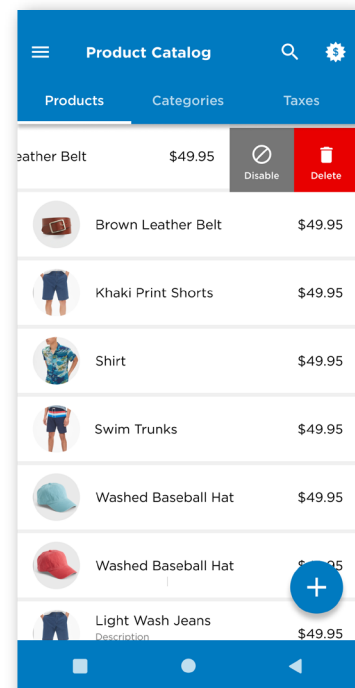 Product Catalog
Products Categories Taxes
eather Belt $49.95 Disable Delete
Brown Leather Belt $49.95
Khaki Print Shorts $49.95
Shirt $49.95
Swim Trunks $49.95
Washed Baseball Hat $49.95
Washed Baseball Hat
Light Wash Jeans $49.95
Description